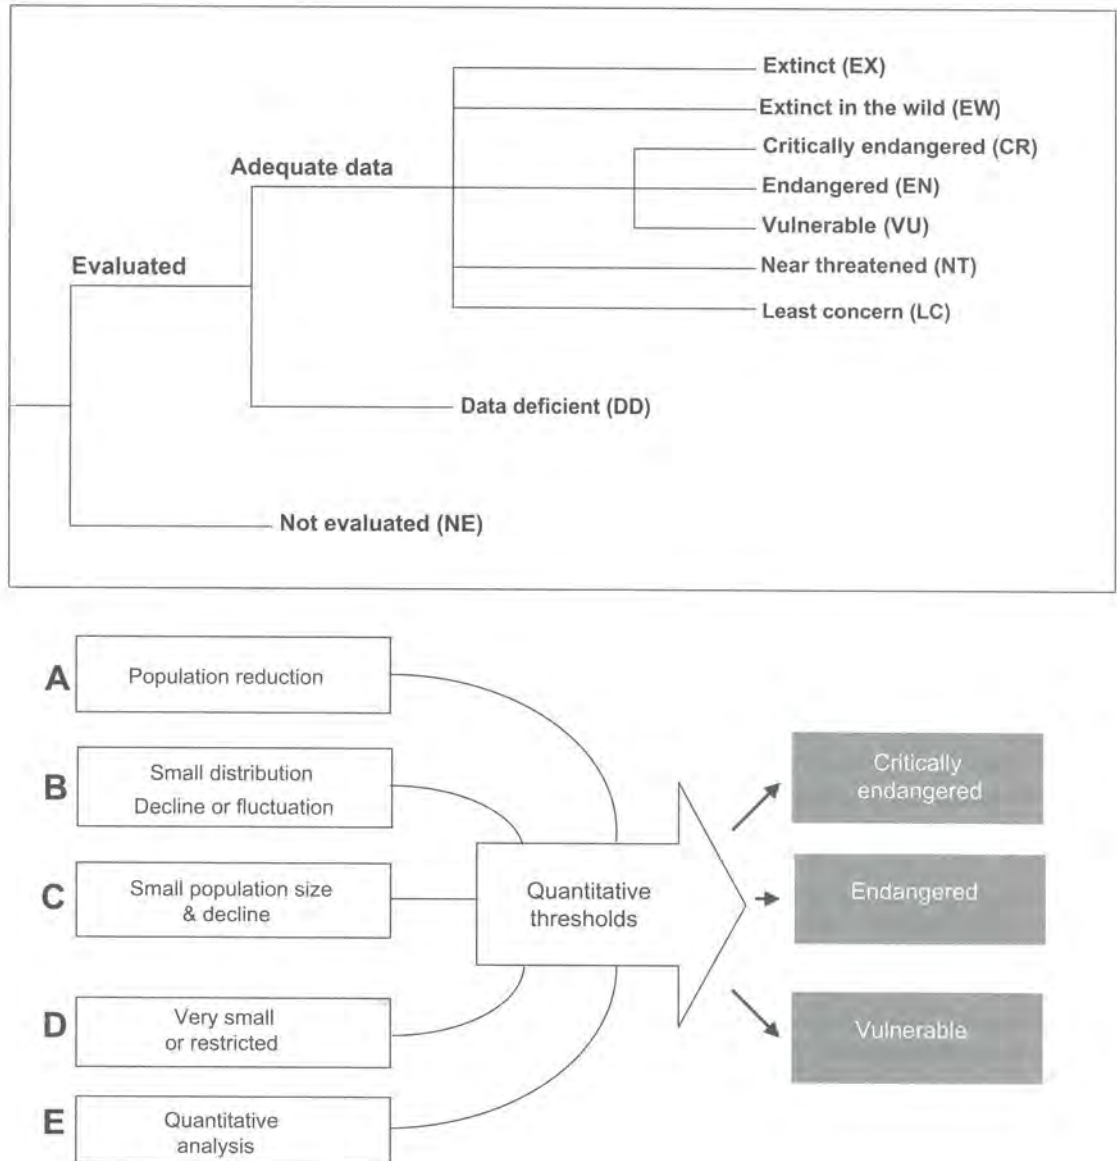 Extinct (EX)
Extinct in the wild (EW)
Critically endangered (CR)
Adequate data
Endangered (EN)
Vulnerable (VU)
Evaluated
Near threatened (NT)
Least concern (LC)
Data deficient (DD)
Not evaluated (NE)
A
Population reduction
B
Small distribution
Decline or fluctuation
C
Small population size
& decline
D
Very small
or restricted
E
Quantitative
analysis
Quantitative
thresholds
Critically
endangered
Endangered
Vulnerable